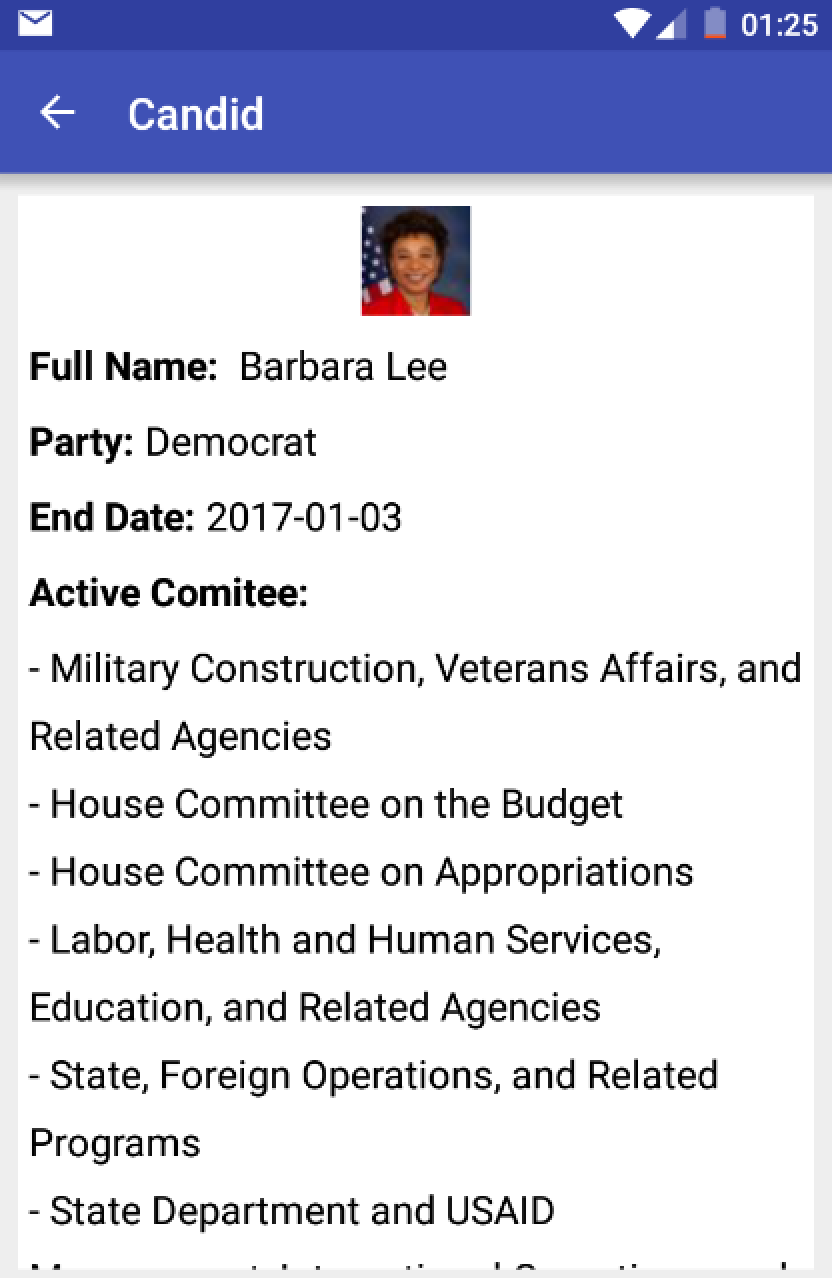 01:25
Candid
Full Name: Barbara Lee
Party: Democrat
End Date: 2017-01-03
Active Comitee:
- Military Construction, Veterans Affairs, and
Related Agencies
- House Committee on the Budget
- House Committee on Appropriations
- Labor, Health and Human Services,
Education, and Related Agencies
- State, Foreign Operations, and Related
Programs
- State Department and USAID